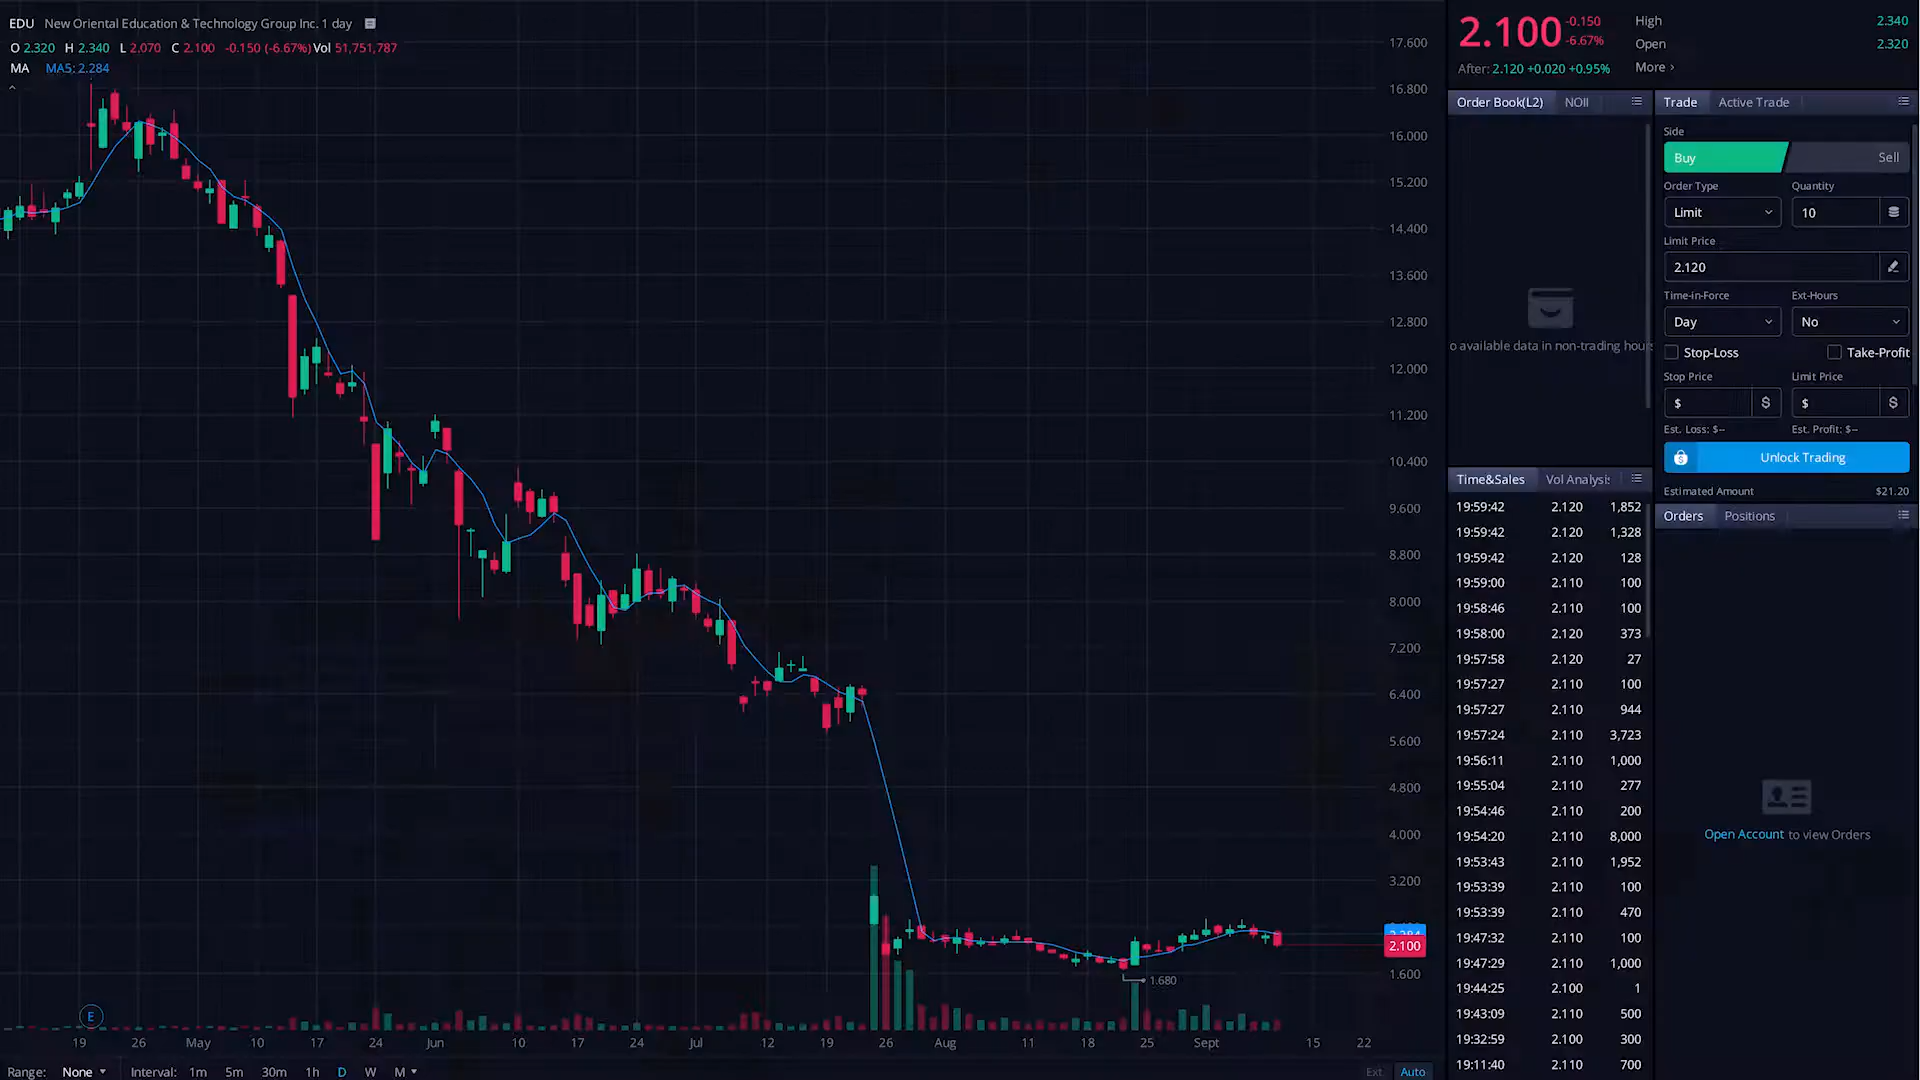 EDU New Oriental Education & Technology Group Inc. 1 day
O 2.320 H 2.340 L 2.070 C 2.100 -0.150 (-6.67%) Vol 51,751,787
MA MA5: 2.284
17.600
16.800
16.000
15.200
14.400
13.600
12.800
12.000
11.200
10.400
9.600
8.800
8.000
7.200
6.400
5.600
4.800
4.000
3.200
2.100
1.600
1.680
E
19 26 May 10 17 24 Jun 10 17 24 Jul 12 19 26 Aug 11 18 25 Sept 15 22
Range: None Interval: 1m 5m 30m 1h D W M Ext Auto
2.100 -0.150 -6.67%
After: 2.120 +0.020 +0.95%
High 2.340
Open 2.320
More ›
Order Book(L2) NOII
o available data in non-trading hours
Time&Sales Vol Analysis
19:59:42 2.120 1,852
19:59:42 2.120 1,328
19:59:42 2.120 128
19:59:00 2.110 100
19:58:46 2.110 100
19:58:00 2.120 373
19:57:58 2.120 27
19:57:27 2.110 100
19:57:27 2.110 944
19:57:24 2.110 3,723
19:56:11 2.110 1,000
19:55:04 2.110 277
19:54:46 2.110 200
19:54:20 2.110 8,000
19:53:43 2.110 1,952
19:53:39 2.110 100
19:53:39 2.110 470
19:47:32 2.110 100
19:47:29 2.110 1,000
19:44:25 2.100 1
19:43:09 2.110 500
19:32:59 2.100 300
19:11:40 2.110 700
Trade Active Trade
Side
Buy Sell
Order Type Quantity
Limit 10
Limit Price
2.120
Time-in-Force Ext-Hours
Day No
Stop-Loss Take-Profit
Stop Price Limit Price
$ $ $ $
Est. Loss: $-- Est. Profit: $--
Unlock Trading
Estimated Amount $21.20
Orders Positions
Open Account to view Orders